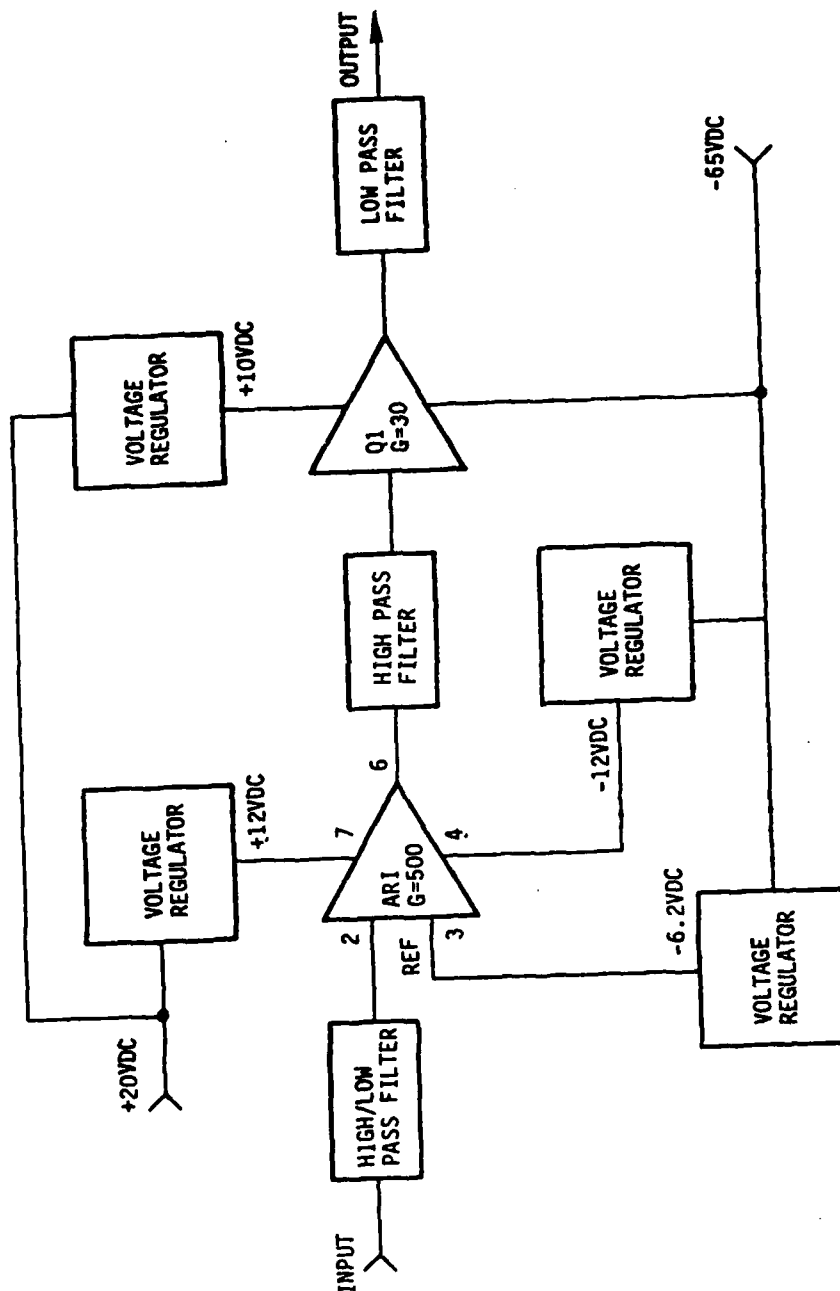 +20VDC
VOLTAGE
REGULATOR
+12VDC
VOLTAGE
REGULATOR
+10VDC
INPUT
HIGH/LOW
PASS FILTER
2
REF
3
ARI
G=500
7
4
6
HIGH PASS
FILTER
Q1
G=30
LOW PASS
FILTER
OUTPUT
-6.2VDC
VOLTAGE
REGULATOR
-12VDC
VOLTAGE
REGULATOR
-65VDC